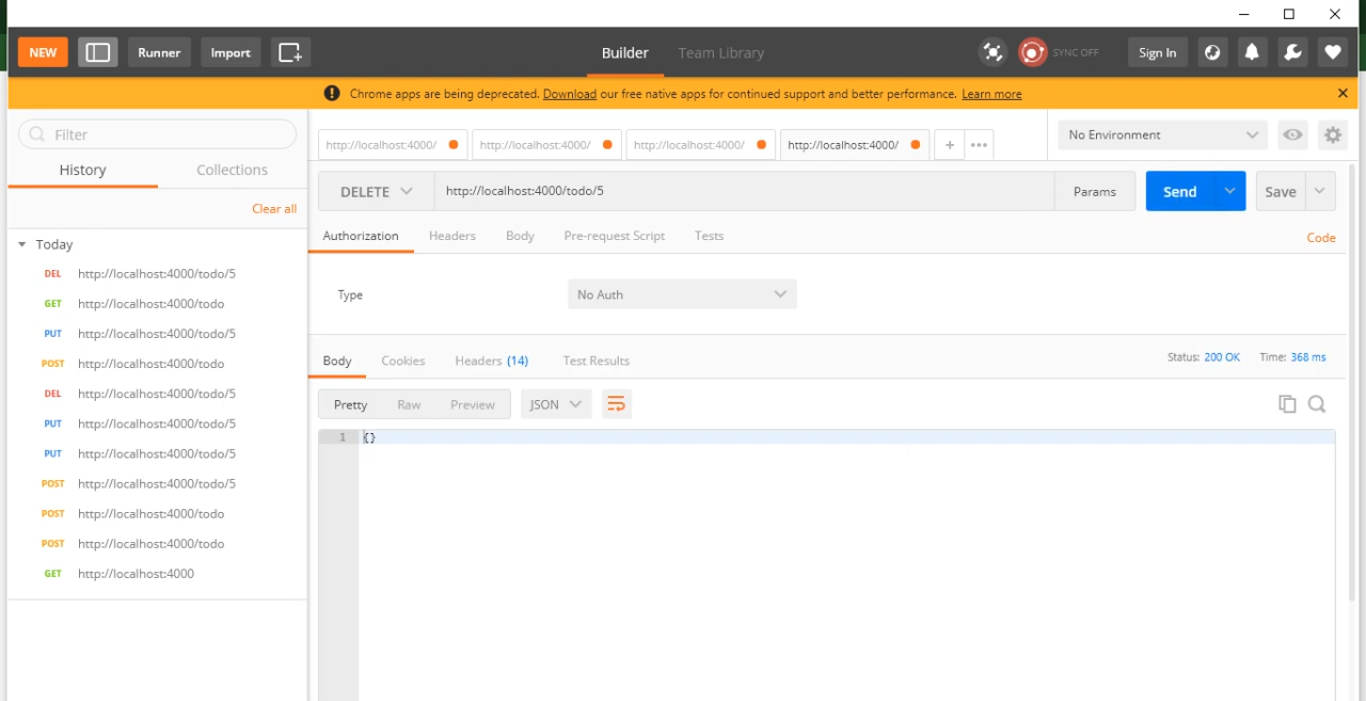 NEW Runner Import Builder Team Library SYNC OFF Sign In
Chrome apps are being deprecated. Download our free native apps for continued support and better performance. Learn more
Filter
History Collections
Clear all
Today
DEL http://localhost:4000/todo/5
GET http://localhost:4000/todo
PUT http://localhost:4000/todo/5
POST http://localhost:4000/todo
DEL http://localhost:4000/todo/5
PUT http://localhost:4000/todo/5
PUT http://localhost:4000/todo/5
POST http://localhost:4000/todo/5
POST http://localhost:4000/todo
POST http://localhost:4000/todo
GET http://localhost:4000
http://localhost:4000/ http://localhost:4000/ http://localhost:4000/ http://localhost:4000/ + ••• No Environment
DELETE http://localhost:4000/todo/5 Params Send Save
Authorization Headers Body Pre-request Script Tests Code
Type No Auth
Body Cookies Headers (14) Test Results Status: 200 OK Time: 368 ms
Pretty Raw Preview JSON
1 {}